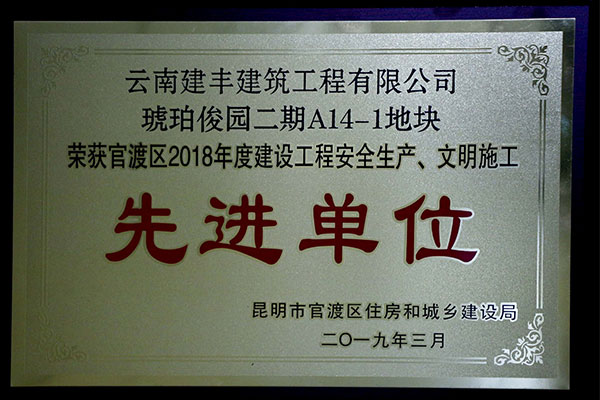 云南建丰建筑工程有限公司
琥珀俊园二期A14-1地块
荣获官渡区2018年度建设工程安全生产、文明施工
先进单位
昆明市官渡区住房和城乡建设局
二〇一九年三月